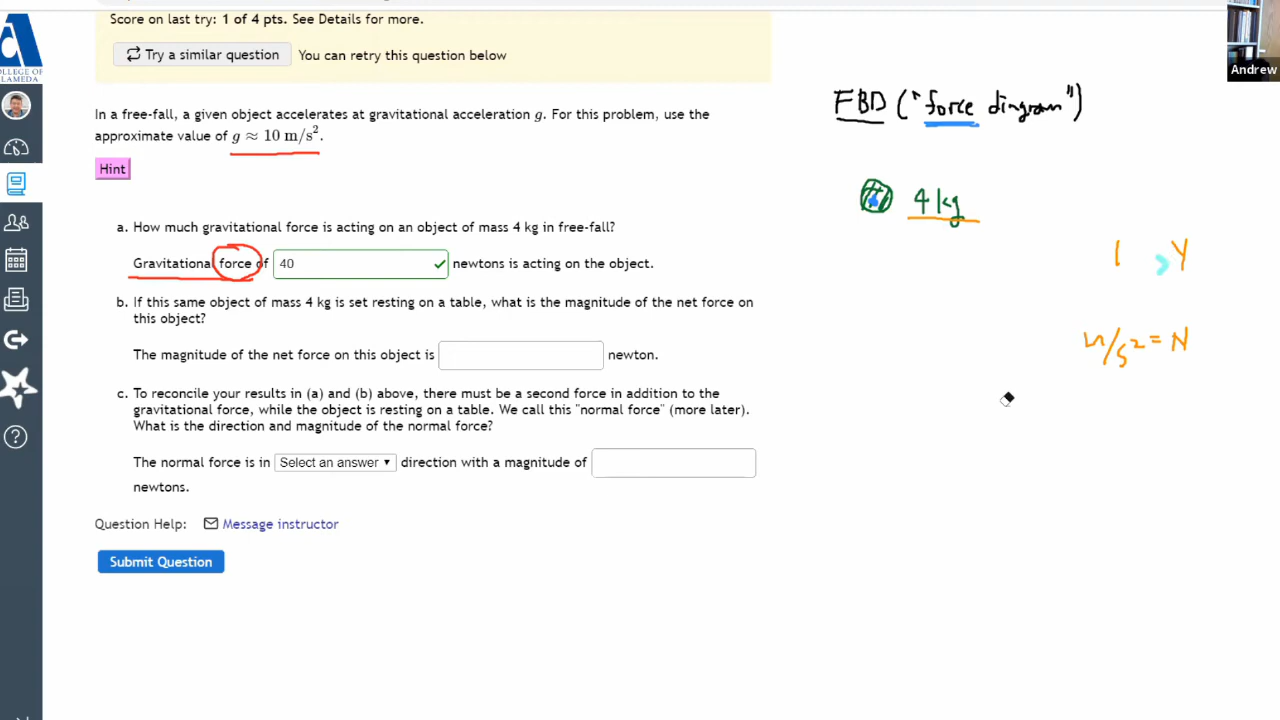 Score on last try: 1 of 4 pts. See Details for more.
Try a similar question You can retry this question below
COLLEGE OF
ALAMEDA
Andrew
In a free-fall, a given object accelerates at gravitational acceleration g. For this problem, use the
approximate value of g ≈ 10 m/s².
Hint
a. How much gravitational force is acting on an object of mass 4 kg in free-fall?
Gravitational force of 40 newtons is acting on the object.
b. If this same object of mass 4 kg is set resting on a table, what is the magnitude of the net force on
this object?
The magnitude of the net force on this object is newton.
c. To reconcile your results in (a) and (b) above, there must be a second force in addition to the
gravitational force, while the object is resting on a table. We call this "normal force" (more later).
What is the direction and magnitude of the normal force?
The normal force is in Select an answer direction with a magnitude of
newtons.
Question Help: Message instructor
Submit Question
FBD ("force diagram")
4 kg
m/s² = N